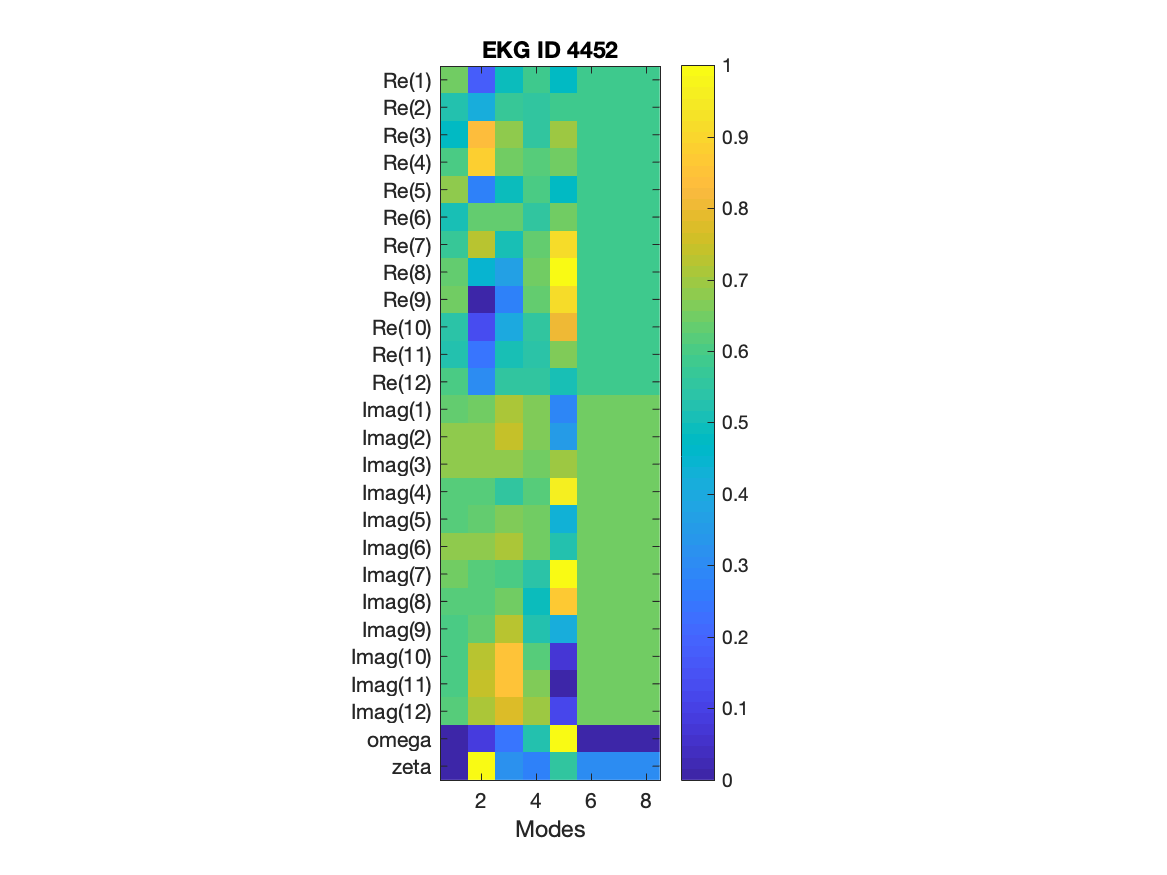 EKG ID 4452
Re(1)
Re(2)
Re(3)
Re(4)
Re(5)
Re(6)
Re(7)
Re(8)
Re(9)
Re(10)
Re(11)
Re(12)
Imag(1)
Imag(2)
Imag(3)
Imag(4)
Imag(5)
Imag(6)
Imag(7)
Imag(8)
Imag(9)
Imag(10)
Imag(11)
Imag(12)
omega
zeta
2 4 6 8
Modes
1
0.9
0.8
0.7
0.6
0.5
0.4
0.3
0.2
0.1
0